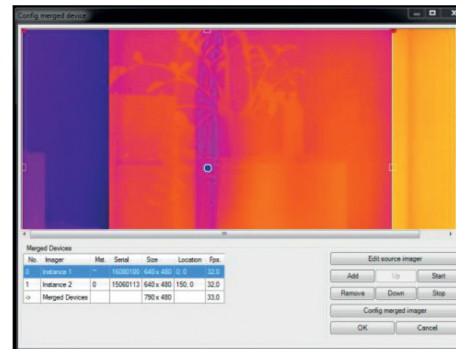 Config merged device
Merged Devices
No. Imager Mst. Serial Size Location Fps.
0 Instance 1 16080100 640 x 480 0; 0 32,0
1 Instance 2 0 15060113 640 x 480 150; 0 32,0
-> Merged Devices 790 x 480 33,0
Edit source imager
Add Up Start
Remove Down Stop
Config merged imager
OK Cancel